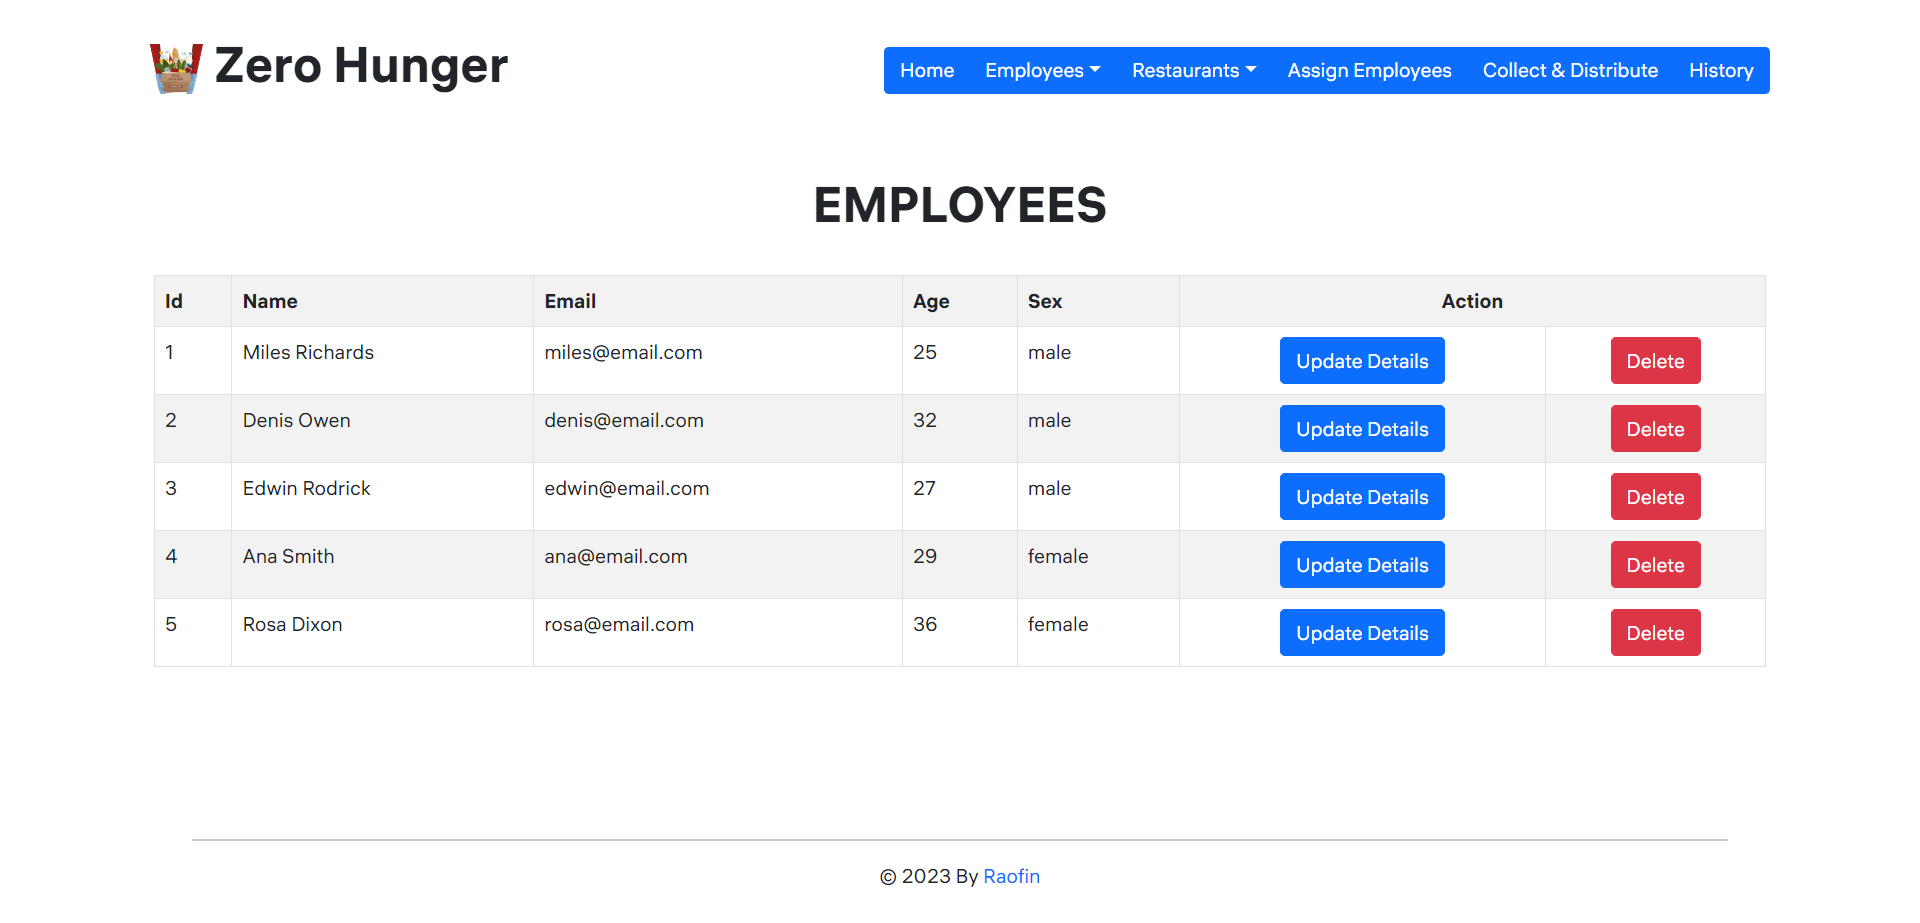 Zero Hunger
Home Employees Restaurants Assign Employees Collect & Distribute History
EMPLOYEES
Id Name Email Age Sex Action
1 Miles Richards miles@email.com 25 male Update Details Delete
2 Denis Owen denis@email.com 32 male Update Details Delete
3 Edwin Rodrick edwin@email.com 27 male Update Details Delete
4 Ana Smith ana@email.com 29 female Update Details Delete
5 Rosa Dixon rosa@email.com 36 female Update Details Delete
© 2023 By Raofin